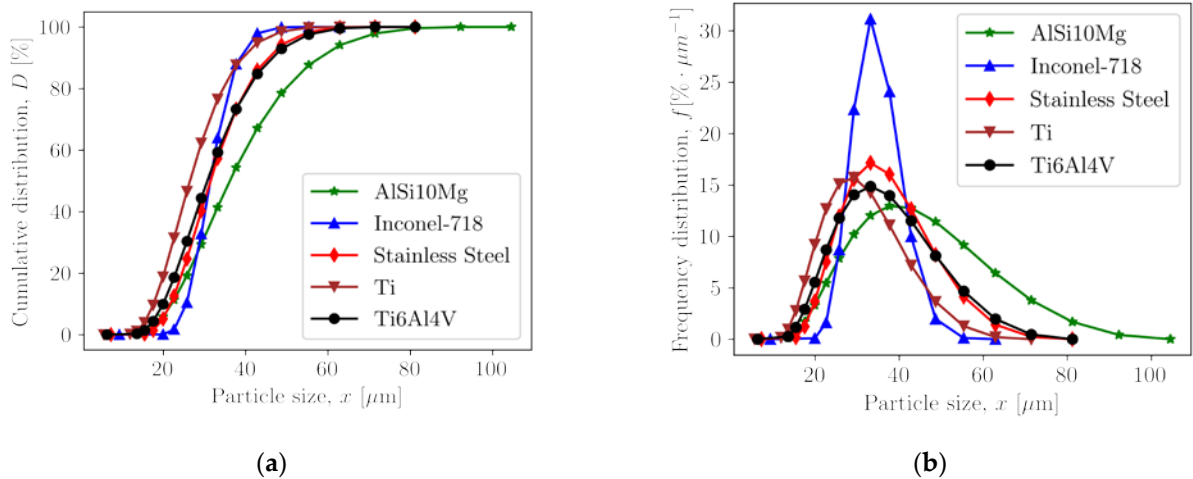 Cumulative distribution, D [%]
100
80
60
40
20
0
AlSi10Mg
Inconel-718
Stainless Steel
Ti
Ti6Al4V
20 40 60 80 100
Particle size, x [μm]
(a)
Frequency distribution, f[% · μm⁻¹]
30
25
20
15
10
5
0
AlSi10Mg
Inconel-718
Stainless Steel
Ti
Ti6Al4V
20 40 60 80 100
Particle size, x [μm]
(b)